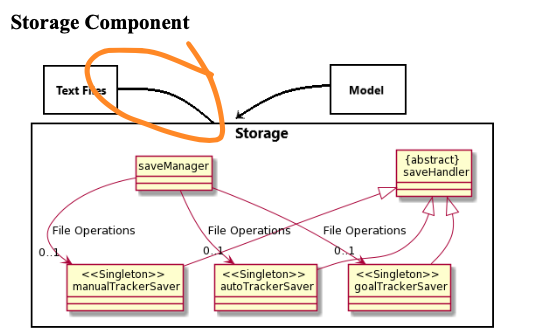 Storage Component
Text Files
Model
Storage
saveManager
{abstract}
saveHandler
File Operations
File Operations
File Operations
0..1
0..1
0..1
<<Singleton>>
manualTrackerSaver
<<Singleton>>
autoTrackerSaver
<<Singleton>>
goalTrackerSaver